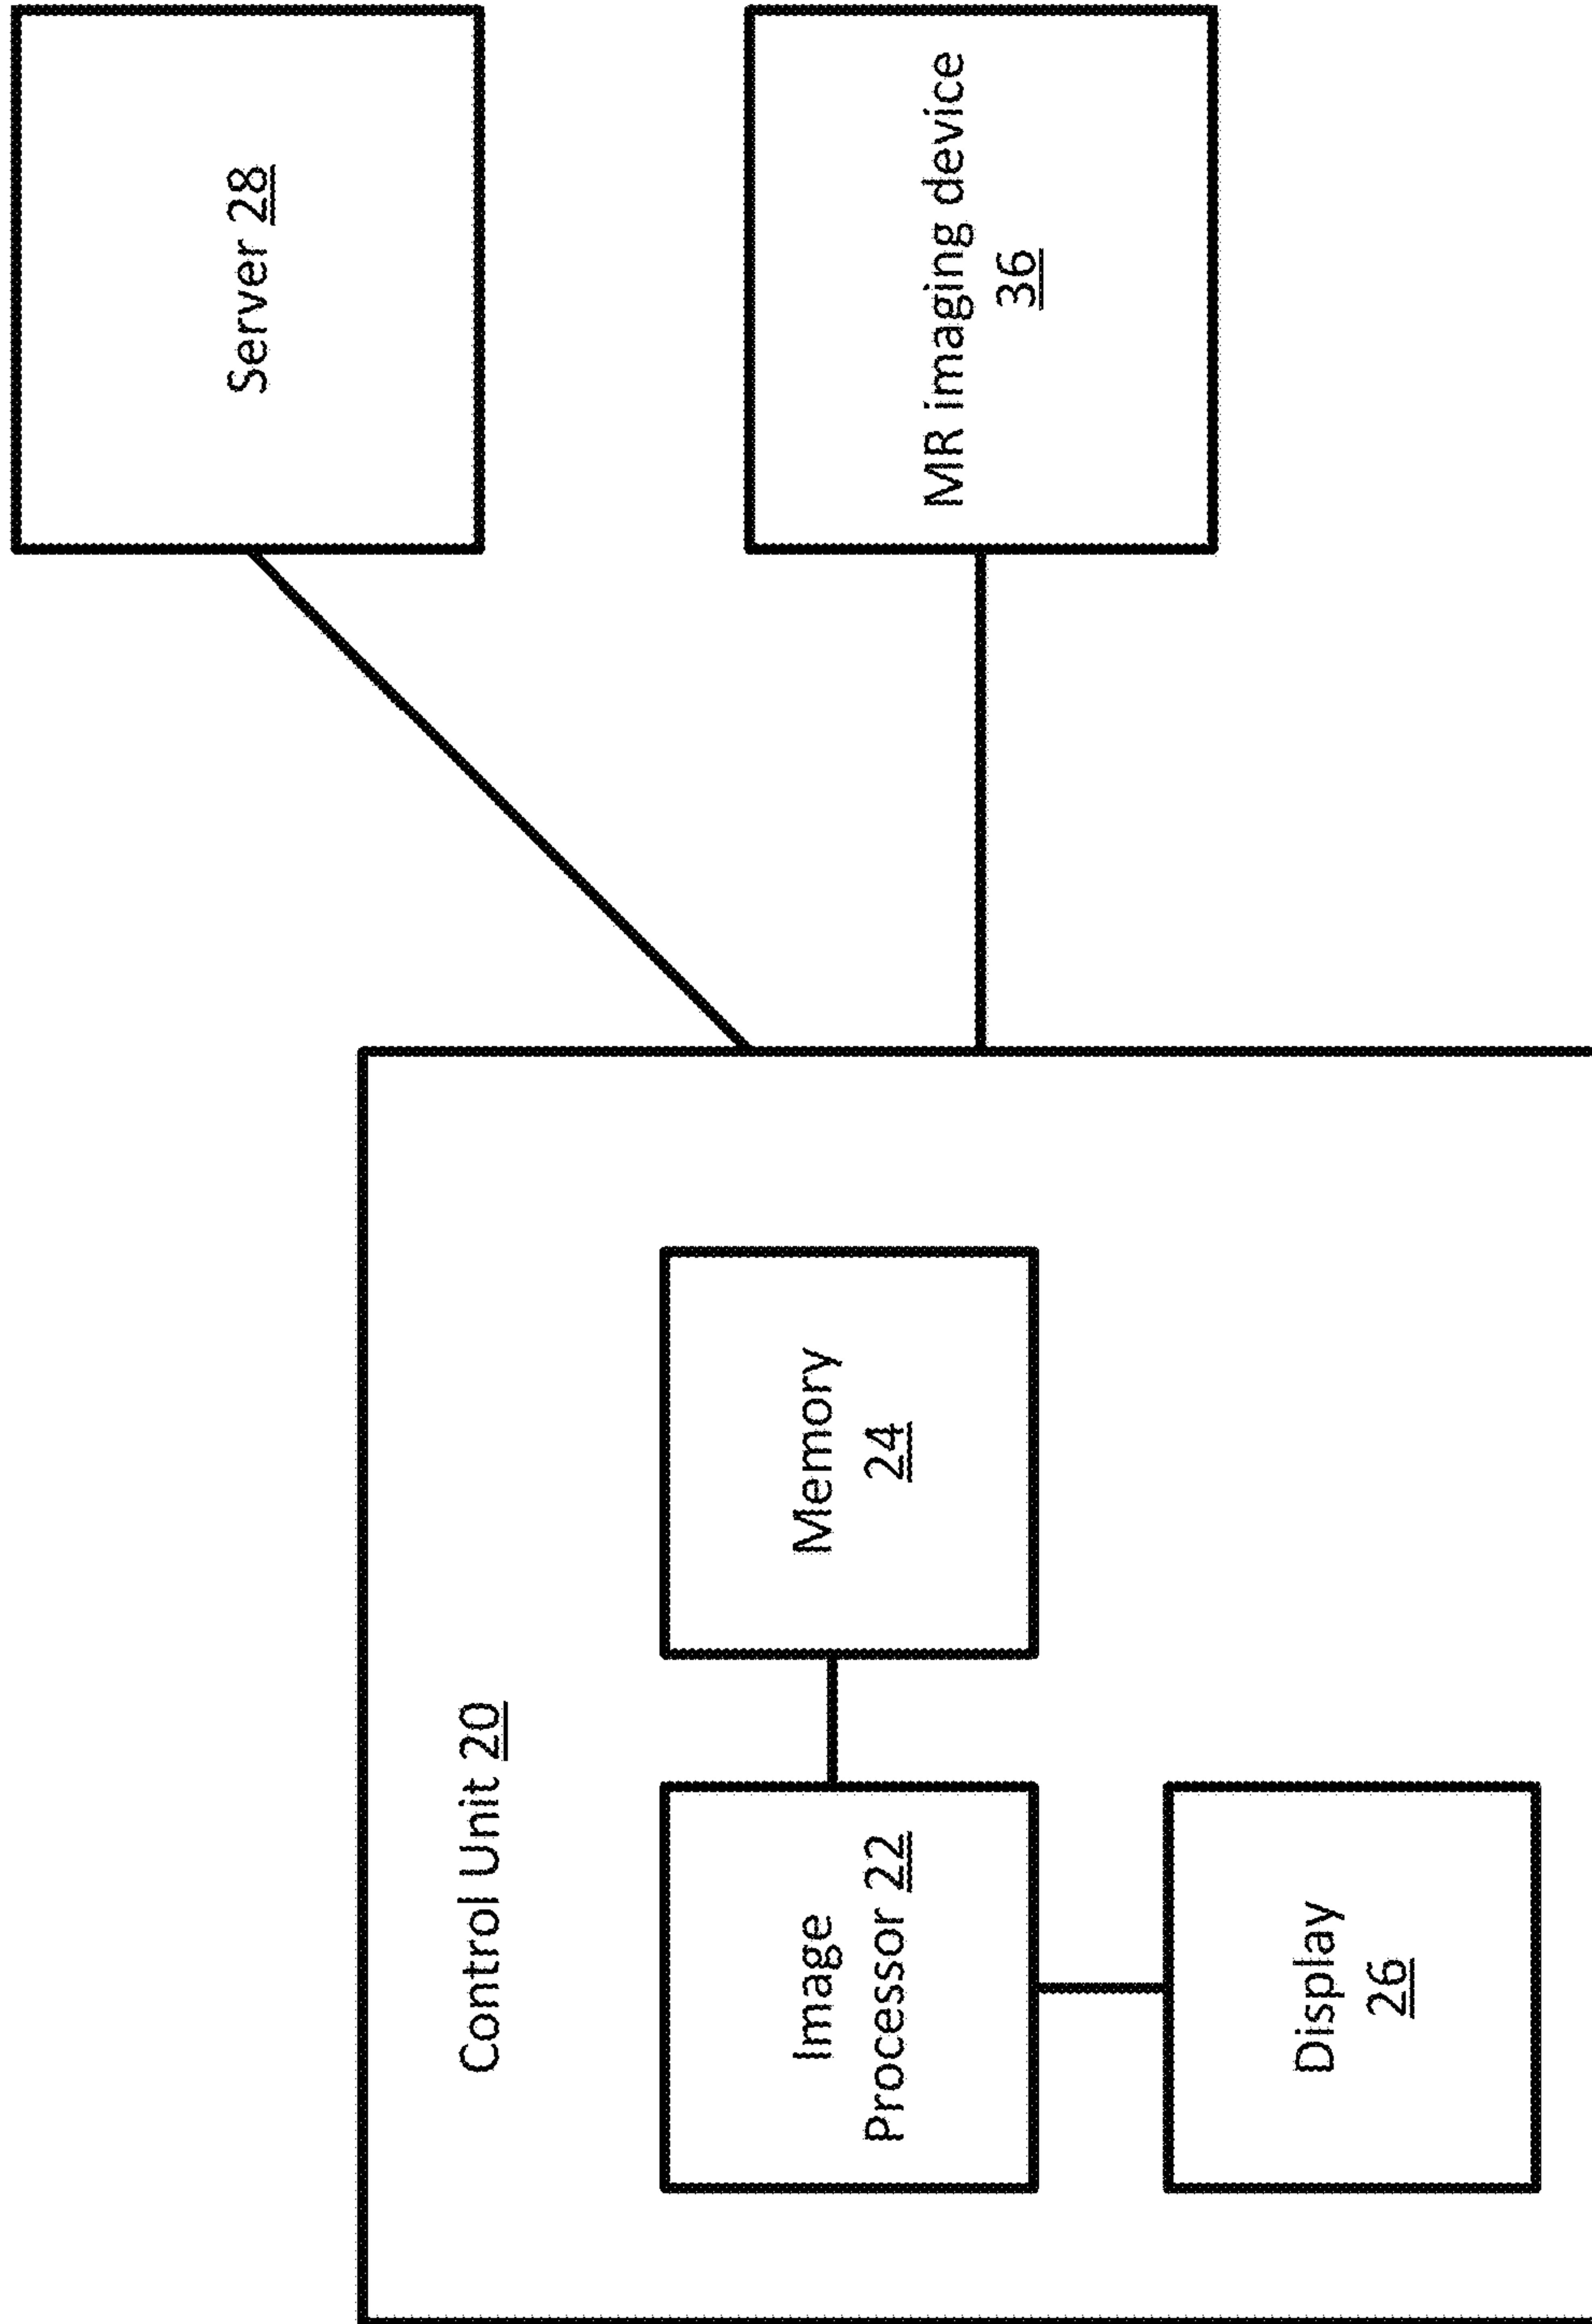 Control Unit 20
Image
Processor 22
Memory
24
Display
26
Server 28
MR imaging device
36